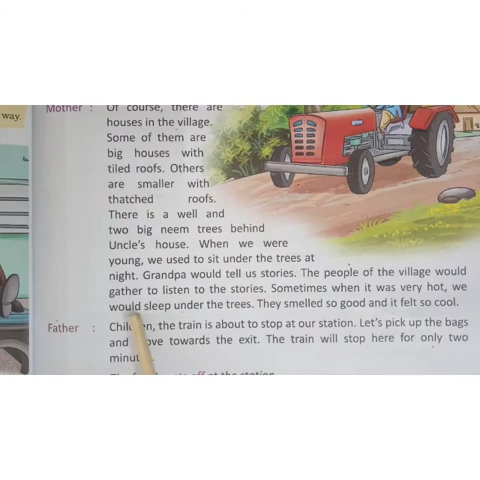 way.
Mother : Of course, there are
houses in the village.
Some of them are
big houses with
tiled roofs. Others
are smaller with
thatched roofs.
There is a well and
two big neem trees behind
Uncle's house. When we were
young, we used to sit under the trees at
night. Grandpa would tell us stories. The people of the village would
gather to listen to the stories. Sometimes when it was very hot, we
would sleep under the trees. They smelled so good and it felt so cool.
Father : Children, the train is about to stop at our station. Let's pick up the bags
and move towards the exit. The train will stop here for only two
off at the station